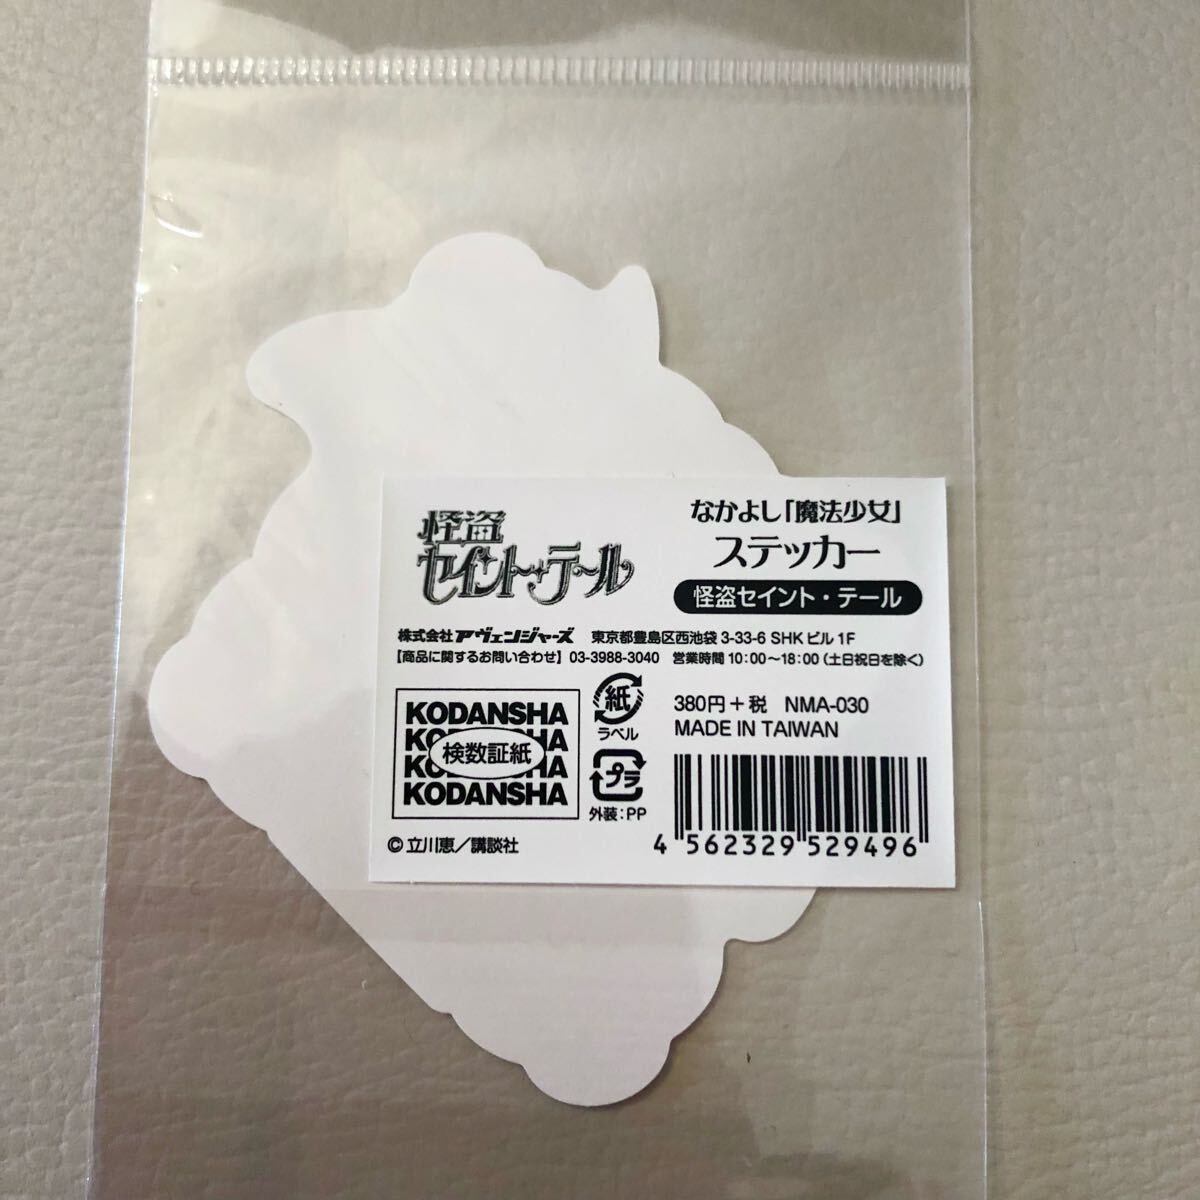 怪盗
セイント・テール
なかよし「魔法少女」
ステッカー
怪盗セイント・テール
株式会社アヴェンジャーズ 東京都豊島区西池袋 3-33-6 SHK ビル 1F
【商品に関するお問い合わせ】 03-3988-3040 営業時間 10:00〜18:00 (土日祝日を除く)
KODANSHA
KODANSHA
検数証紙
KODANSHA
KODANSHA
紙
ラベル
プラ
外装:PP
380円+税 NMA-030
MADE IN TAIWAN
4 562329 529496
©立川恵/講談社